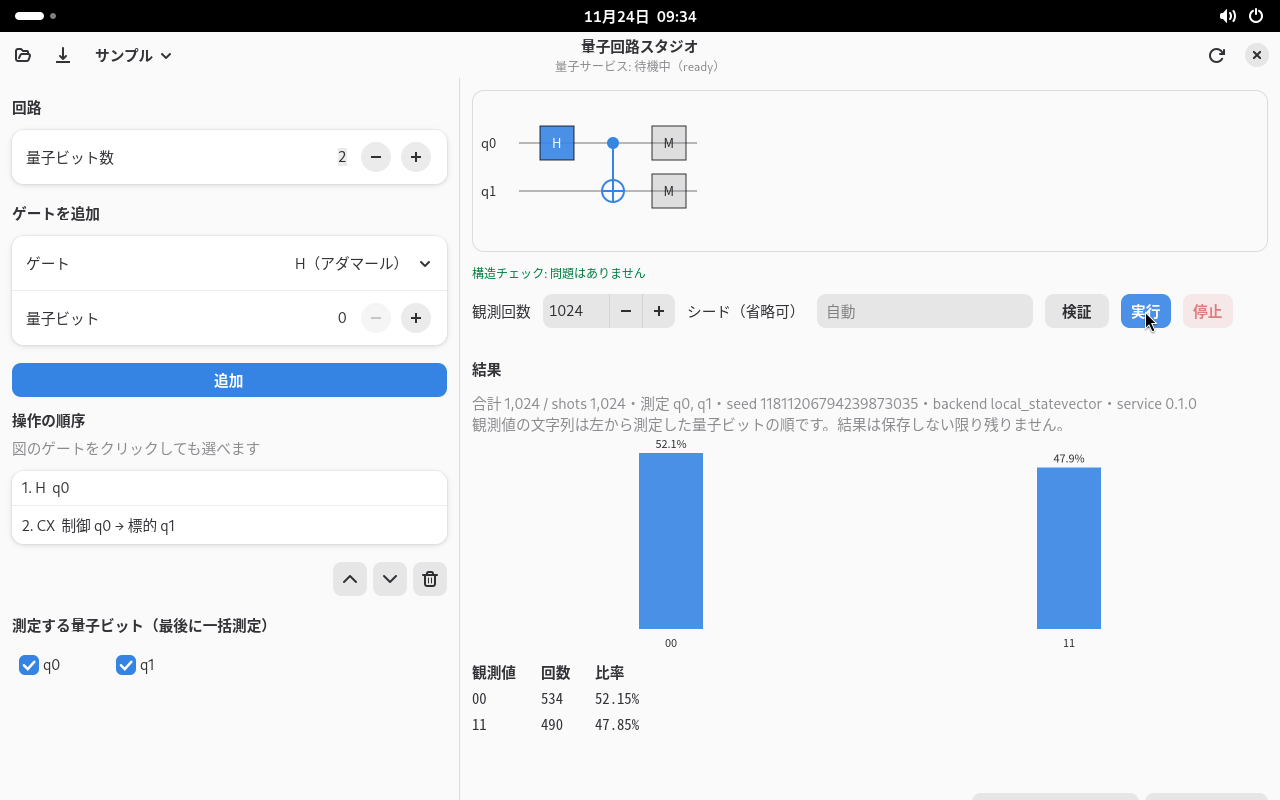 11月24日 09:34
サンプル
量子回路スタジオ
量子サービス: 待機中（ready）
回路
量子ビット数 2
ゲートを追加
ゲート H（アダマール）
量子ビット 0
追加
操作の順序
図のゲートをクリックしても選べます
1. H q0
2. CX 制御 q0 → 標的 q1
測定する量子ビット（最後に一括測定）
q0 q1
q0 H M
q1 M
構造チェック: 問題はありません
観測回数 1024 シード（省略可） 自動 検証 実行 停止
結果
合計 1,024 / shots 1,024・測定 q0, q1・seed 11811206794239873035・backend local_statevector・service 0.1.0
観測値の文字列は左から測定した量子ビットの順です。結果は保存しない限り残りません。
52.1%
47.9%
00
11
観測値 回数 比率
00 534 52.15%
11 490 47.85%